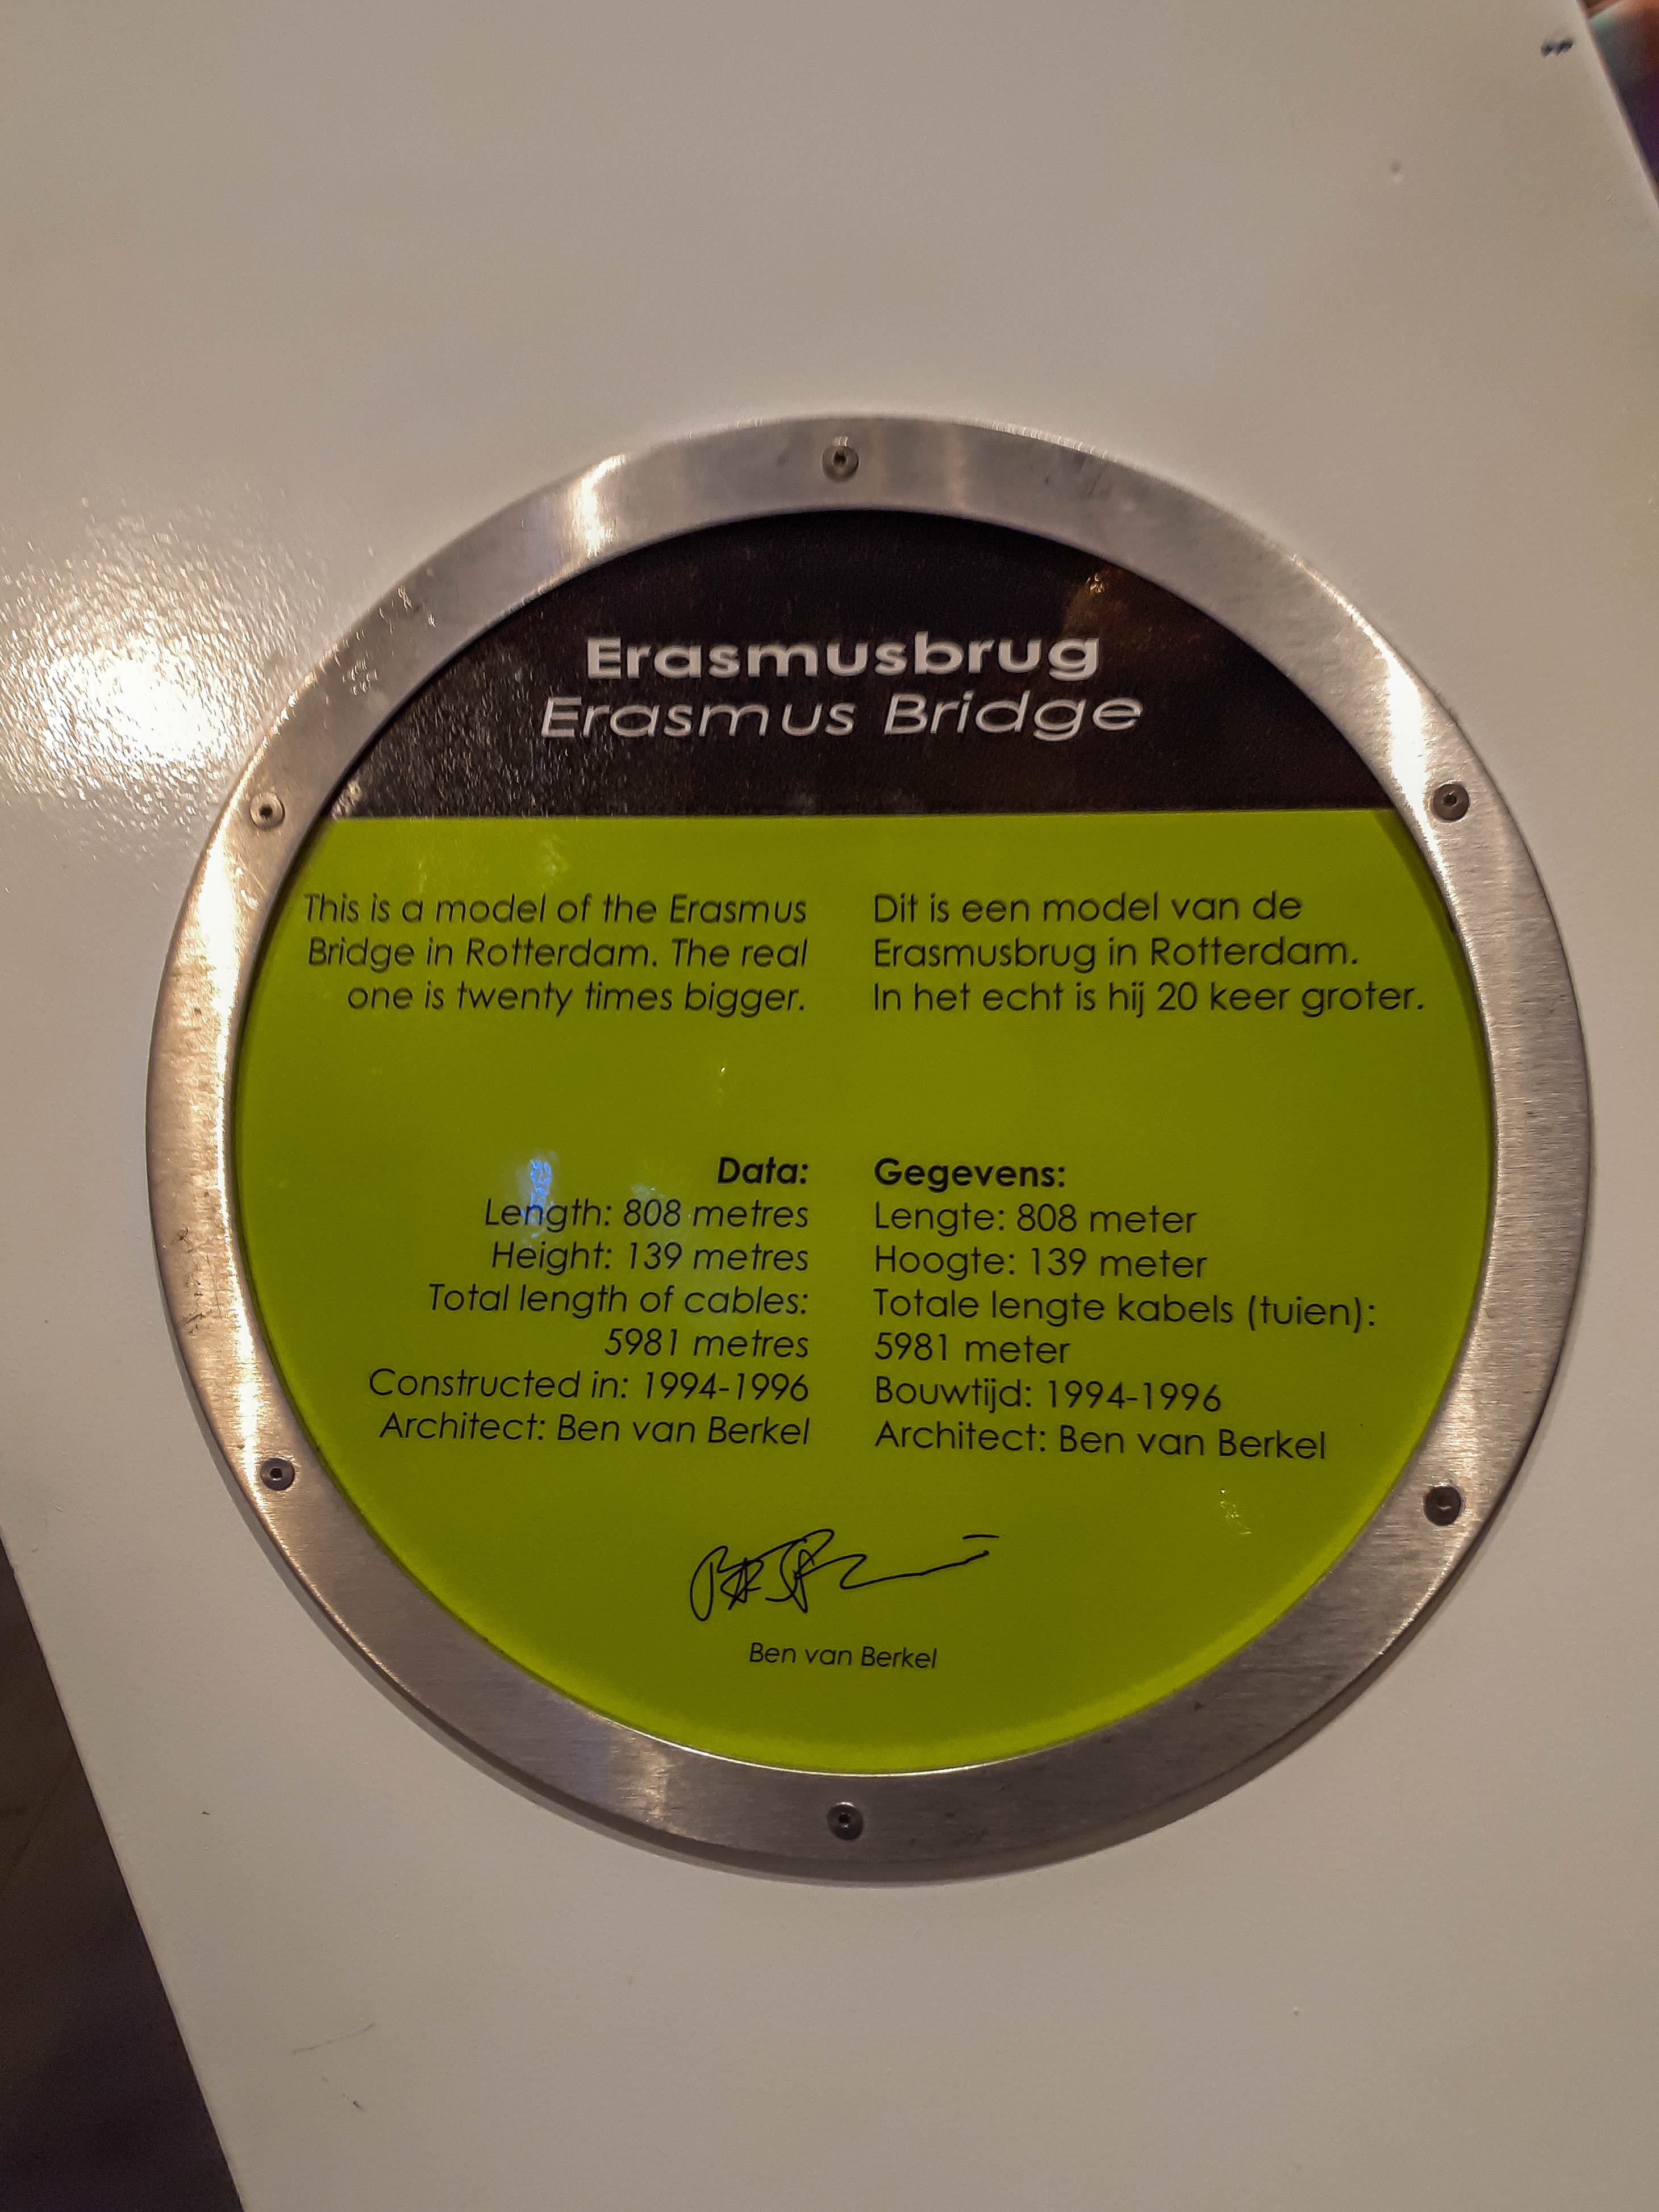 Erasmusbrug
Erasmus Bridge
This is a model of the Erasmus
Bridge in Rotterdam. The real
one is twenty times bigger.
Dit is een model van de
Erasmusbrug in Rotterdam.
In het echt is hij 20 keer groter.
Data:
Length: 808 metres
Height: 139 metres
Total length of cables:
5981 metres
Constructed in: 1994-1996
Architect: Ben van Berkel
Gegevens:
Lengte: 808 meter
Hoogte: 139 meter
Totale lengte kabels (tuien):
5981 meter
Bouwtijd: 1994-1996
Architect: Ben van Berkel
Ben van Berkel